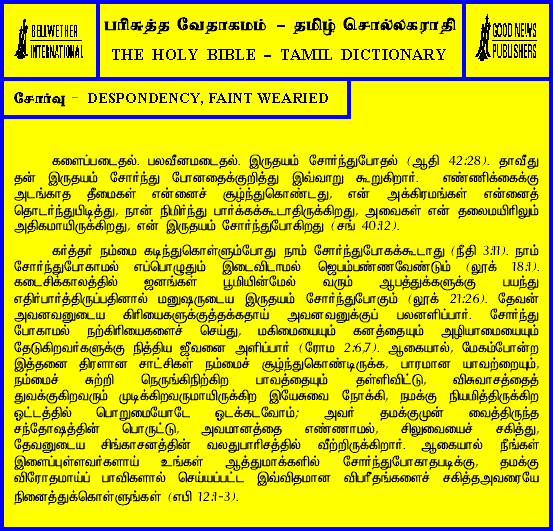 BELLWETHER
INTERNATIONAL
பரிசுத்த வேதாகமம் - தமிழ் சொல்லகராதி
THE HOLY BIBLE - TAMIL DICTIONARY
GOOD NEWS
PUBLISHERS
சோர்வு - DESPONDENCY, FAINT WEARIED
களைப்படைதல். பலவீனமடைதல். இருதயம் சோர்ந்துபோதல் (ஆதி 42:28). தாவீது
தன் இருதயம் சோர்ந்து போனதைக்குறித்து இவ்வாறு கூறுகிறார். எண்ணிக்கைக்கு
அடங்காத தீமைகள் என்னைச் சூழ்ந்துகொண்டது, என் அக்கிரமங்கள் என்னைத்
தொடர்ந்துபிடித்து, நான் நிமிர்ந்து பார்க்கக்கூடாதிருக்கிறது, அவைகள் என் தலைமயிரிலும்
அதிகமாயிருக்கிறது, என் இருதயம் சோர்ந்துபோகிறது (சங் 40:12).
கர்த்தர் நம்மை கடிந்துகொள்ளும்போது நாம் சோர்ந்துபோகக்கூடாது (நீதி 3:11). நாம்
சோர்ந்துபோகாமல் எப்பொழுதும் இடைவிடாமல் ஜெபம்பண்ணவேண்டும் (லூக் 18:1).
கடைசிக்காலத்தில் ஜனங்கள் பூமியின்மேல் வரும் ஆபத்துக்களுக்கு பயந்து
எதிர்பார்த்திருப்பதினால் மனுஷருடைய இருதயம் சோர்ந்துபோகும் (லூக் 21:26). தேவன்
அவனவனுடைய கிரியைகளுக்குத்தக்கதாய் அவனவனுக்குப் பலனளிப்பார். சோர்ந்து
போகாமல் நற்கிரியைகளைச் செய்து, மகிமையையும் கனத்தையும் அழியாமையையும்
தேடுகிறவர்களுக்கு நித்திய ஜீவனை அளிப்பார் (ரோம 2:6,7). ஆகையால், மேகம்போன்ற
இத்தனை திரளான சாட்சிகள் நம்மைச் சூழ்ந்துகொண்டிருக்க, பாரமான யாவற்றையும்,
நம்மைச் சுற்றி நெருங்கிநிற்கிற பாவத்தையும் தள்ளிவிட்டு, விசுவாசத்தைத்
துவக்குகிறவரும் முடிக்கிறவருமாயிருக்கிற இயேசுவை நோக்கி, நமக்கு நியமித்திருக்கிற
ஓட்டத்தில் பொறுமையோடே ஓடக்கடவோம்; அவர் தமக்குமுன் வைத்திருந்த
சந்தோஷத்தின் பொருட்டு, அவமானத்தை எண்ணாமல், சிலுவையைச் சகித்து,
தேவனுடைய சிங்காசனத்தின் வலதுபாரிசத்தில் வீற்றிருக்கிறார். ஆகையால் நீங்கள்
இளைப்புள்ளவர்களாய் உங்கள் ஆத்துமாக்களில் சோர்ந்துபோகாதபடிக்கு, தமக்கு
விரோதமாய்ப் பாவிகளால் செய்யப்பட்ட இவ்விதமான விபரீதங்களைச் சகித்தஅவரையே
நினைத்துக்கொள்ளுங்கள் (எபி 12:1-3).